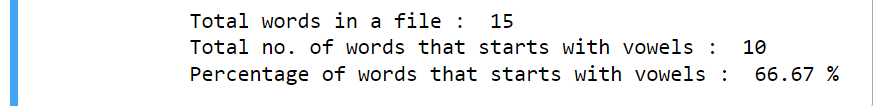 Total words in a file :  15
Total no. of words that starts with vowels :  10
Percentage of words that starts with vowels :  66.67 %